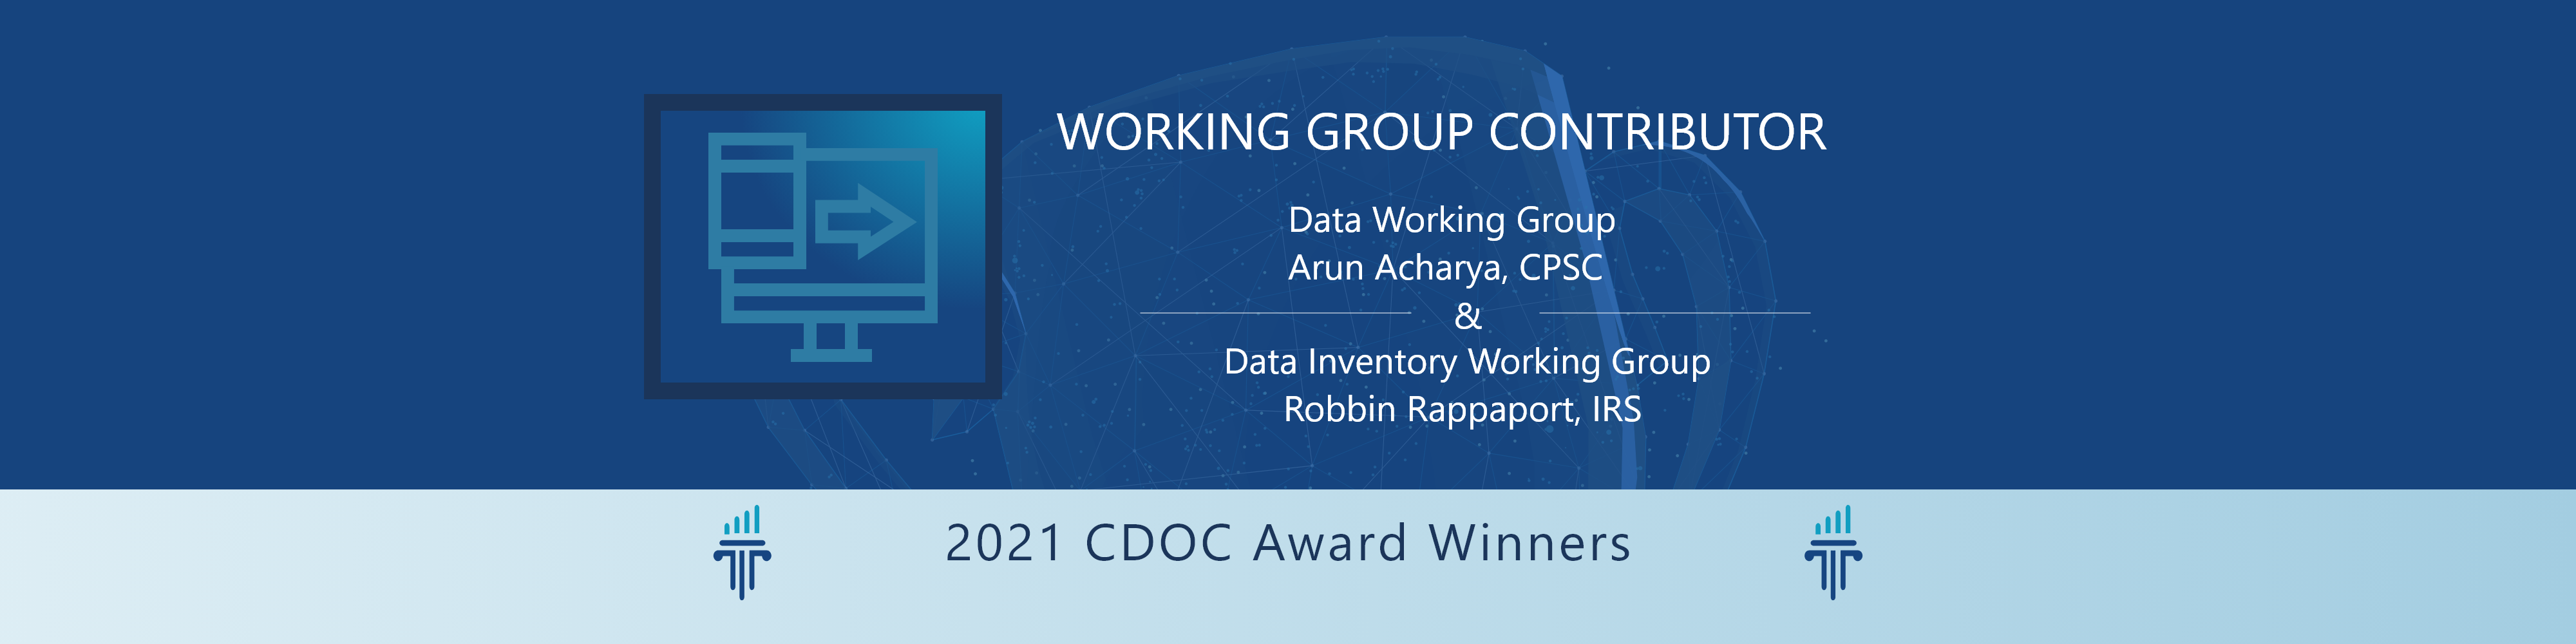 WORKING GROUP CONTRIBUTOR
Data Working Group
Arun Acharya, CPSC
&
Data Inventory Working Group
Robbin Rappaport, IRS
2021 CDOC Award Winners